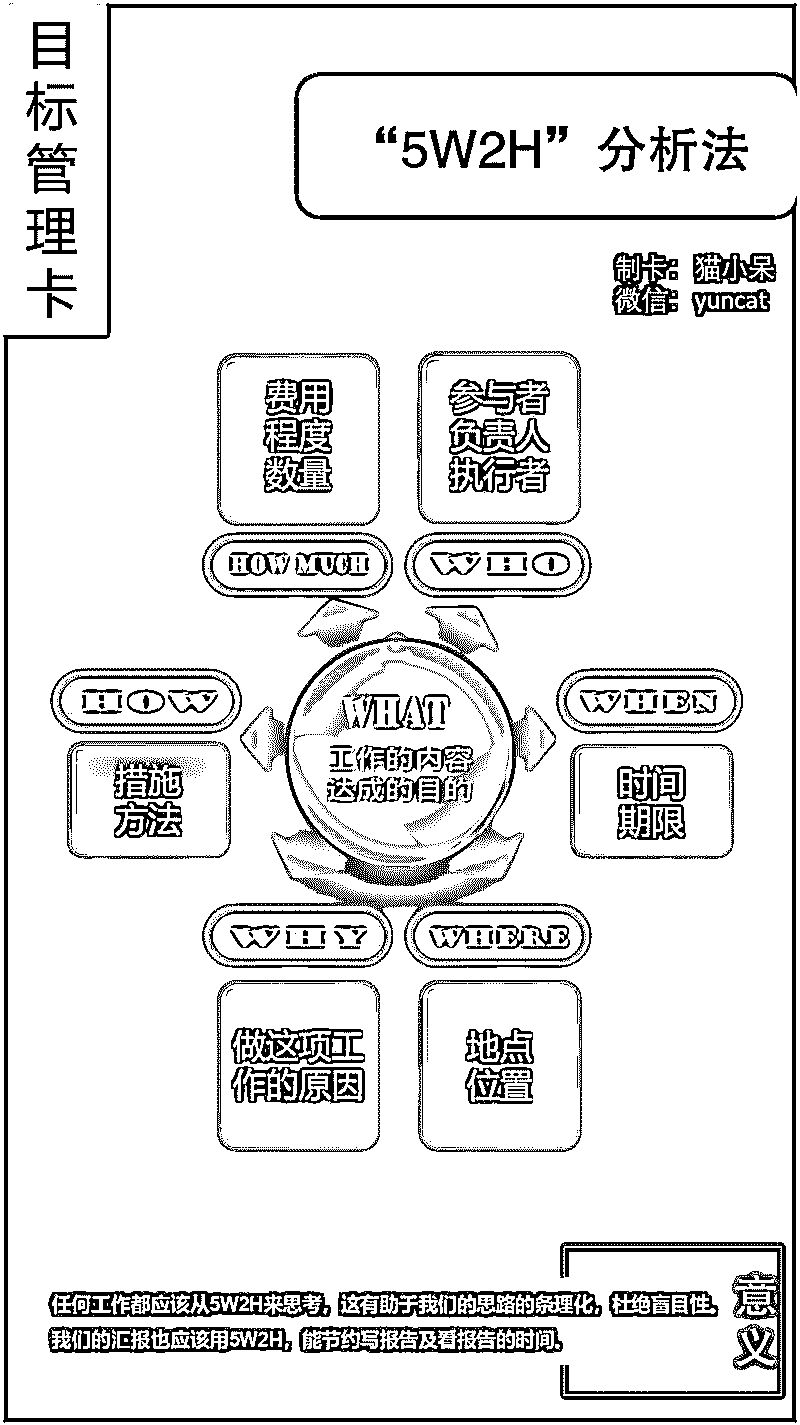 目标管理卡
“5W2H”分析法
制卡：猫小呆
微信：yuncat
费用
程度
数量
HOW MUCH
参与者
负责人
执行者
WHO
HOW
措施
方法
WHAT
工作的内容
达成的目的
WHEN
时间
期限
WHY
做这项工
作的原因
WHERE
地点
位置
意义
任何工作都应该从5W2H来思考，这有助于我们的思路的条理化，杜绝盲目性。
我们的汇报也应该用5W2H，能节约写报告及看报告的时间。